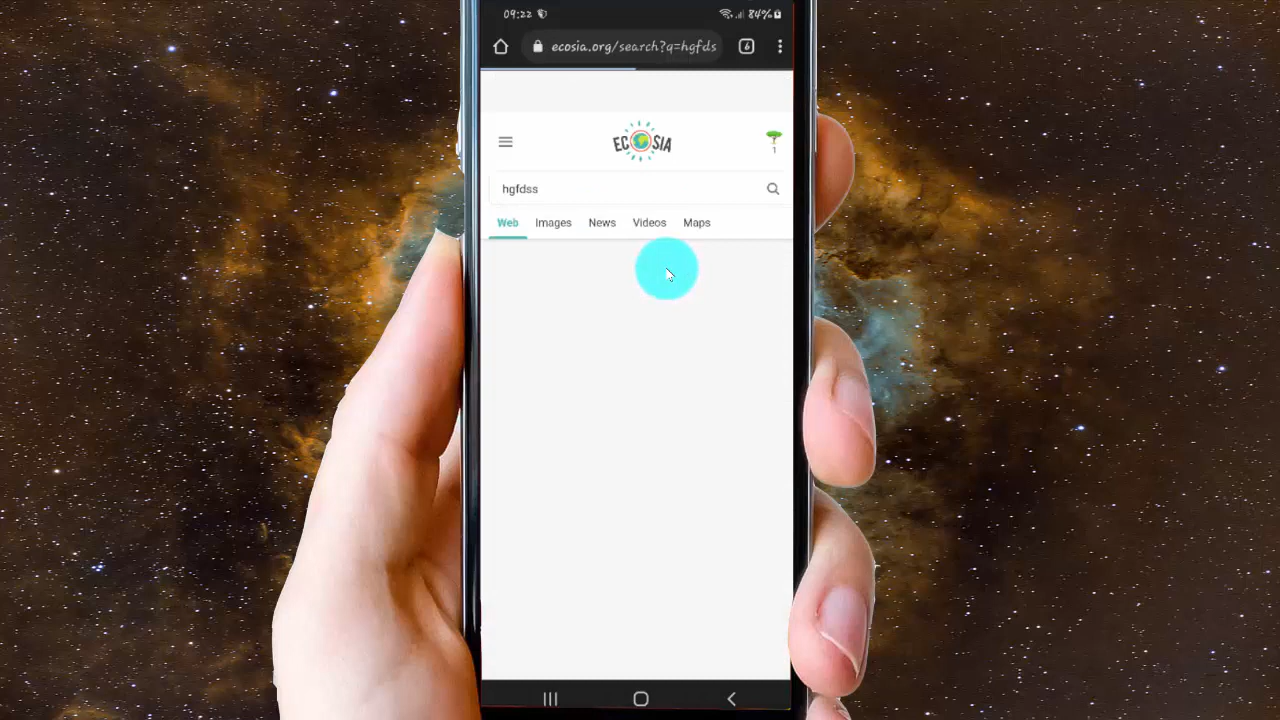 09:22 84%
ecosia.org/search?q=hgfds 6
ECOSIA
1
hgfdss
Web Images News Videos Maps